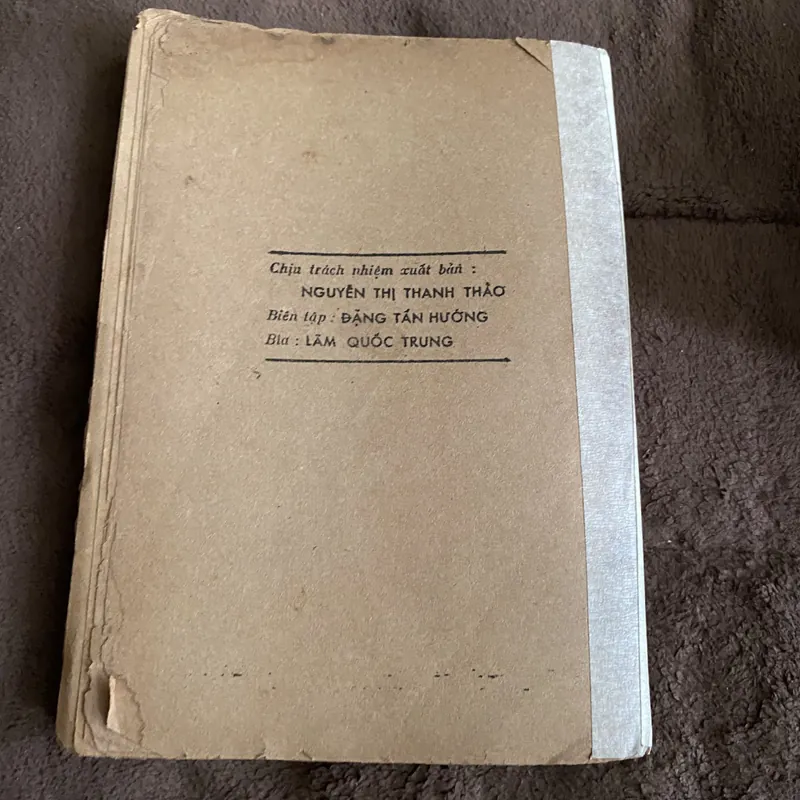 Chịu trách nhiệm xuất bản :
NGUYỄN THỊ THANH THẢO
Biên tập : ĐẶNG TẤN HƯỚNG
Bìa : LÂM QUỐC TRUNG